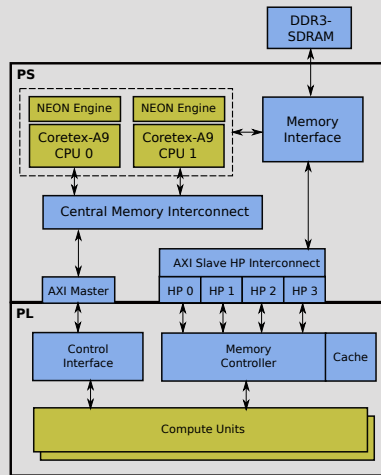 DDR3-
SDRAM
PS
NEON Engine
NEON Engine
Coretex-A9
CPU 0
Coretex-A9
CPU 1
Memory
Interface
Central Memory Interconnect
AXI Slave HP Interconnect
AXI Master
HP 0
HP 1
HP 2
HP 3
PL
Control
Interface
Memory
Controller
Cache
Compute Units